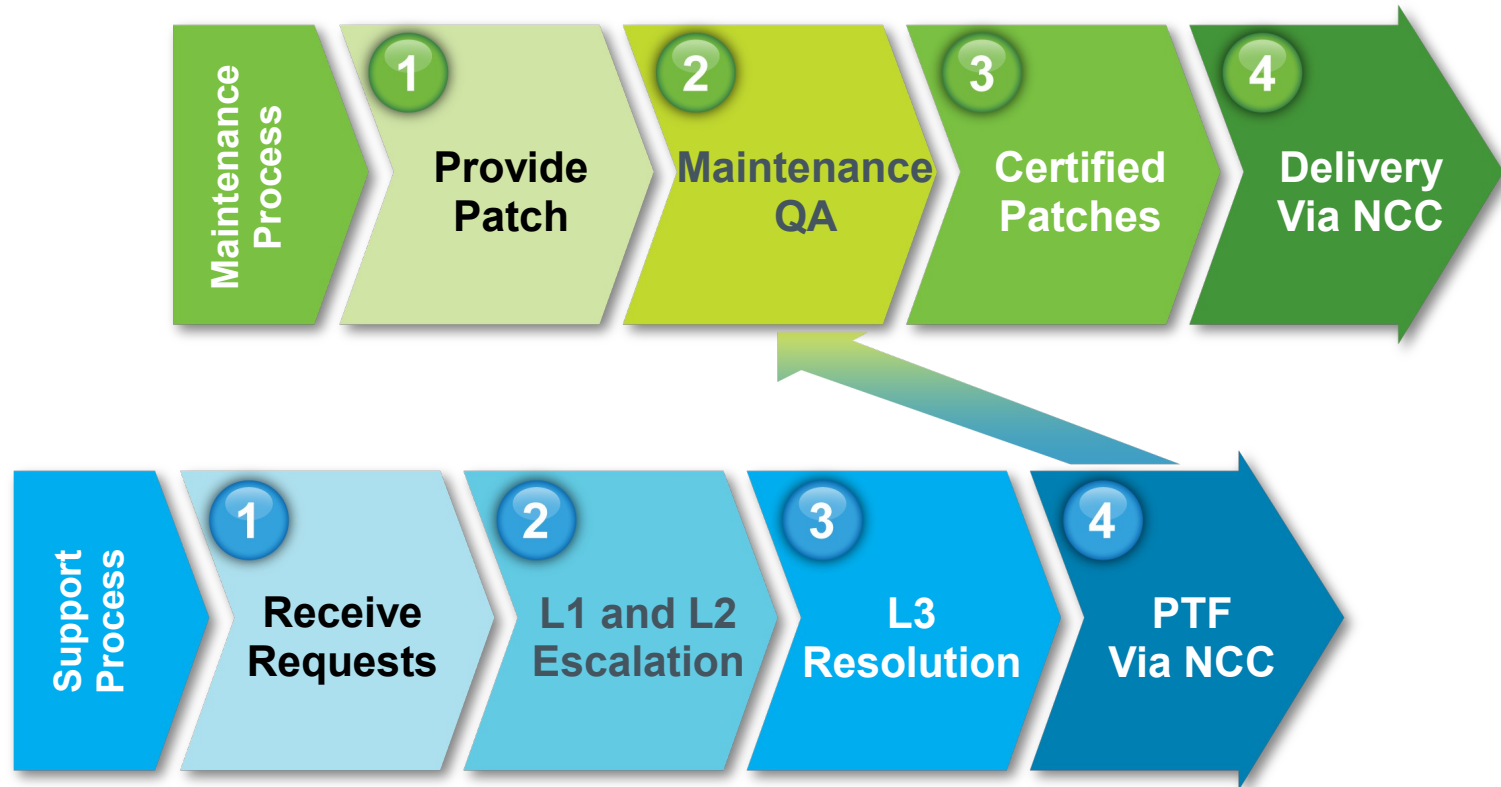 Maintenance
Process
1
Provide
Patch
2
Maintenance
QA
3
Certified
Patches
4
Delivery
Via NCC
Support
Process
1
Receive
Requests
2
L1 and L2
Escalation
3
L3
Resolution
4
PTF
Via NCC